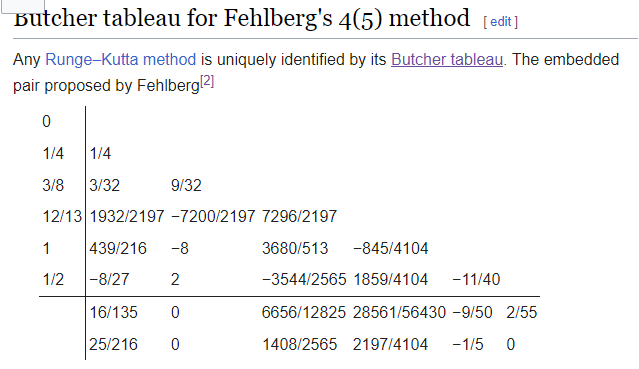 Butcher tableau for Fehlberg's 4(5) method [ edit ]
Any Runge–Kutta method is uniquely identified by its Butcher tableau. The embedded
pair proposed by Fehlberg[2]
0
1/4 1/4
3/8 3/32 9/32
12/13 1932/2197 −7200/2197 7296/2197
1 439/216 −8 3680/513 −845/4104
1/2 −8/27 2 −3544/2565 1859/4104 −11/40
16/135 0 6656/12825 28561/56430 −9/50 2/55
25/216 0 1408/2565 2197/4104 −1/5 0